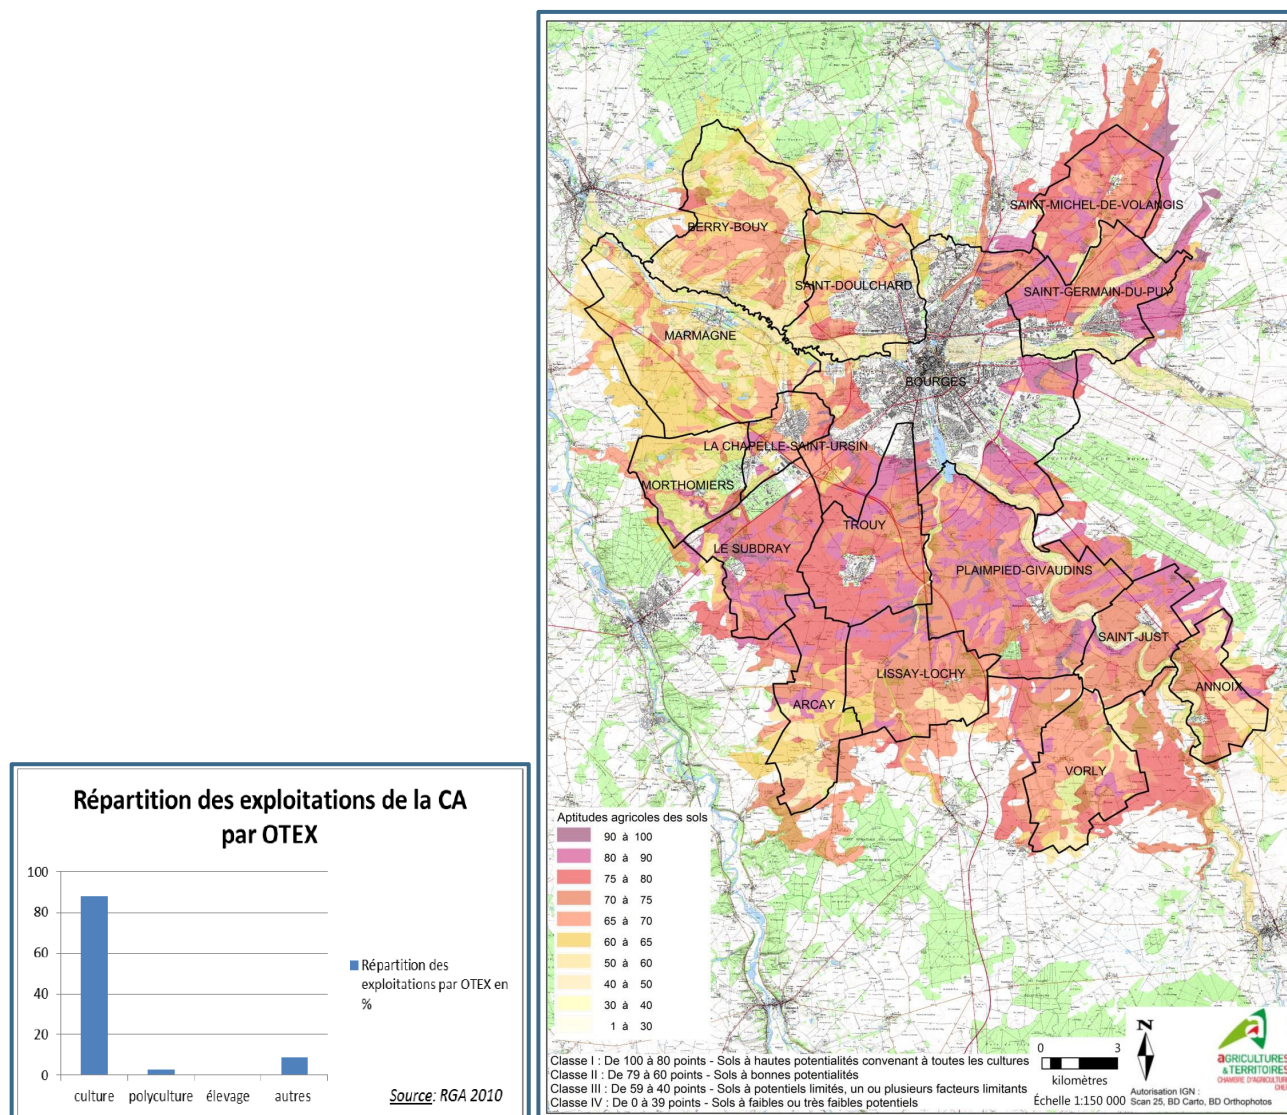 Répartition des exploitations de la CA
par OTEX
100
80
60
40
20
0
culture
polyculture
élevage
autres
Répartition des
exploitations par OTEX en
%
Source: RGA 2010
SAINT-MICHEL-DE-VOLANGIS
BERRY-BOUY
SAINT-DOULCHARD
SAINT-GERMAIN-DU-PUY
MARMAGNE
BOURGES
LA CHAPELLE-SAINT-URSIN
MORTHOMIERS
TROUY
LE SUBDRAY
PLAIMPIED-GIVAUDINS
SAINT-JUST
LISSAY-LOCHY
ANNOIX
ARCAY
VORLY
Aptitudes agricoles des sols
90 à 100
80 à 90
75 à 80
70 à 75
65 à 70
60 à 65
50 à 60
40 à 50
30 à 40
1 à 30
Classe I : De 100 à 80 points - Sols à hautes potentialités convenant à toutes les cultures
Classe II : De 79 à 60 points - Sols à bonnes potentialités
Classe III : De 59 à 40 points - Sols à potentiels limités, un ou plusieurs facteurs limitants
Classe IV : De 0 à 39 points - Sols à faibles ou très faibles potentiels
0 3
kilomètres
Échelle 1:150 000
N
Autorisation IGN :
Scan 25, BD Carto, BD Orthophotos
AGRICULTURES
& TERRITOIRES
CHAMBRE D'AGRICULTURE
CHER